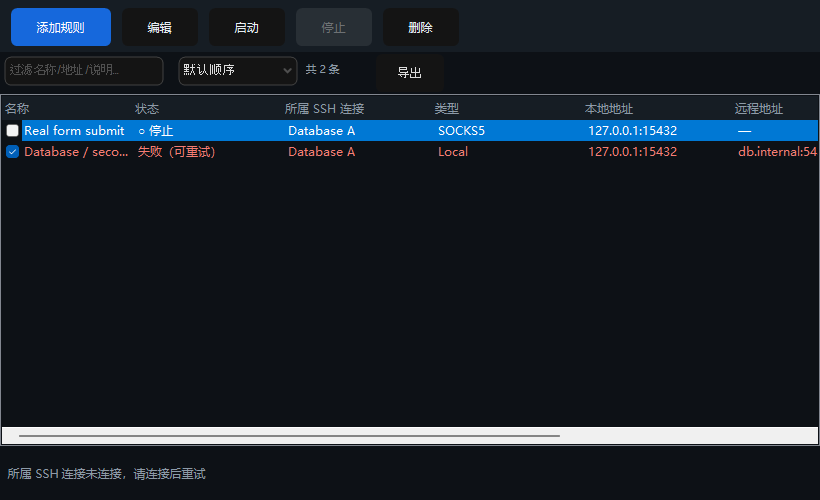 添加规则 编辑 启动 停止 删除
过滤名称/地址/说明... 默认顺序 共 2 条 导出
名称 状态 所属 SSH 连接 类型 本地地址 远程地址
Real form submit ○ 停止 Database A SOCKS5 127.0.0.1:15432 —
Database / seco... 失败（可重试） Database A Local 127.0.0.1:15432 db.internal:54
所属 SSH 连接未连接，请连接后重试